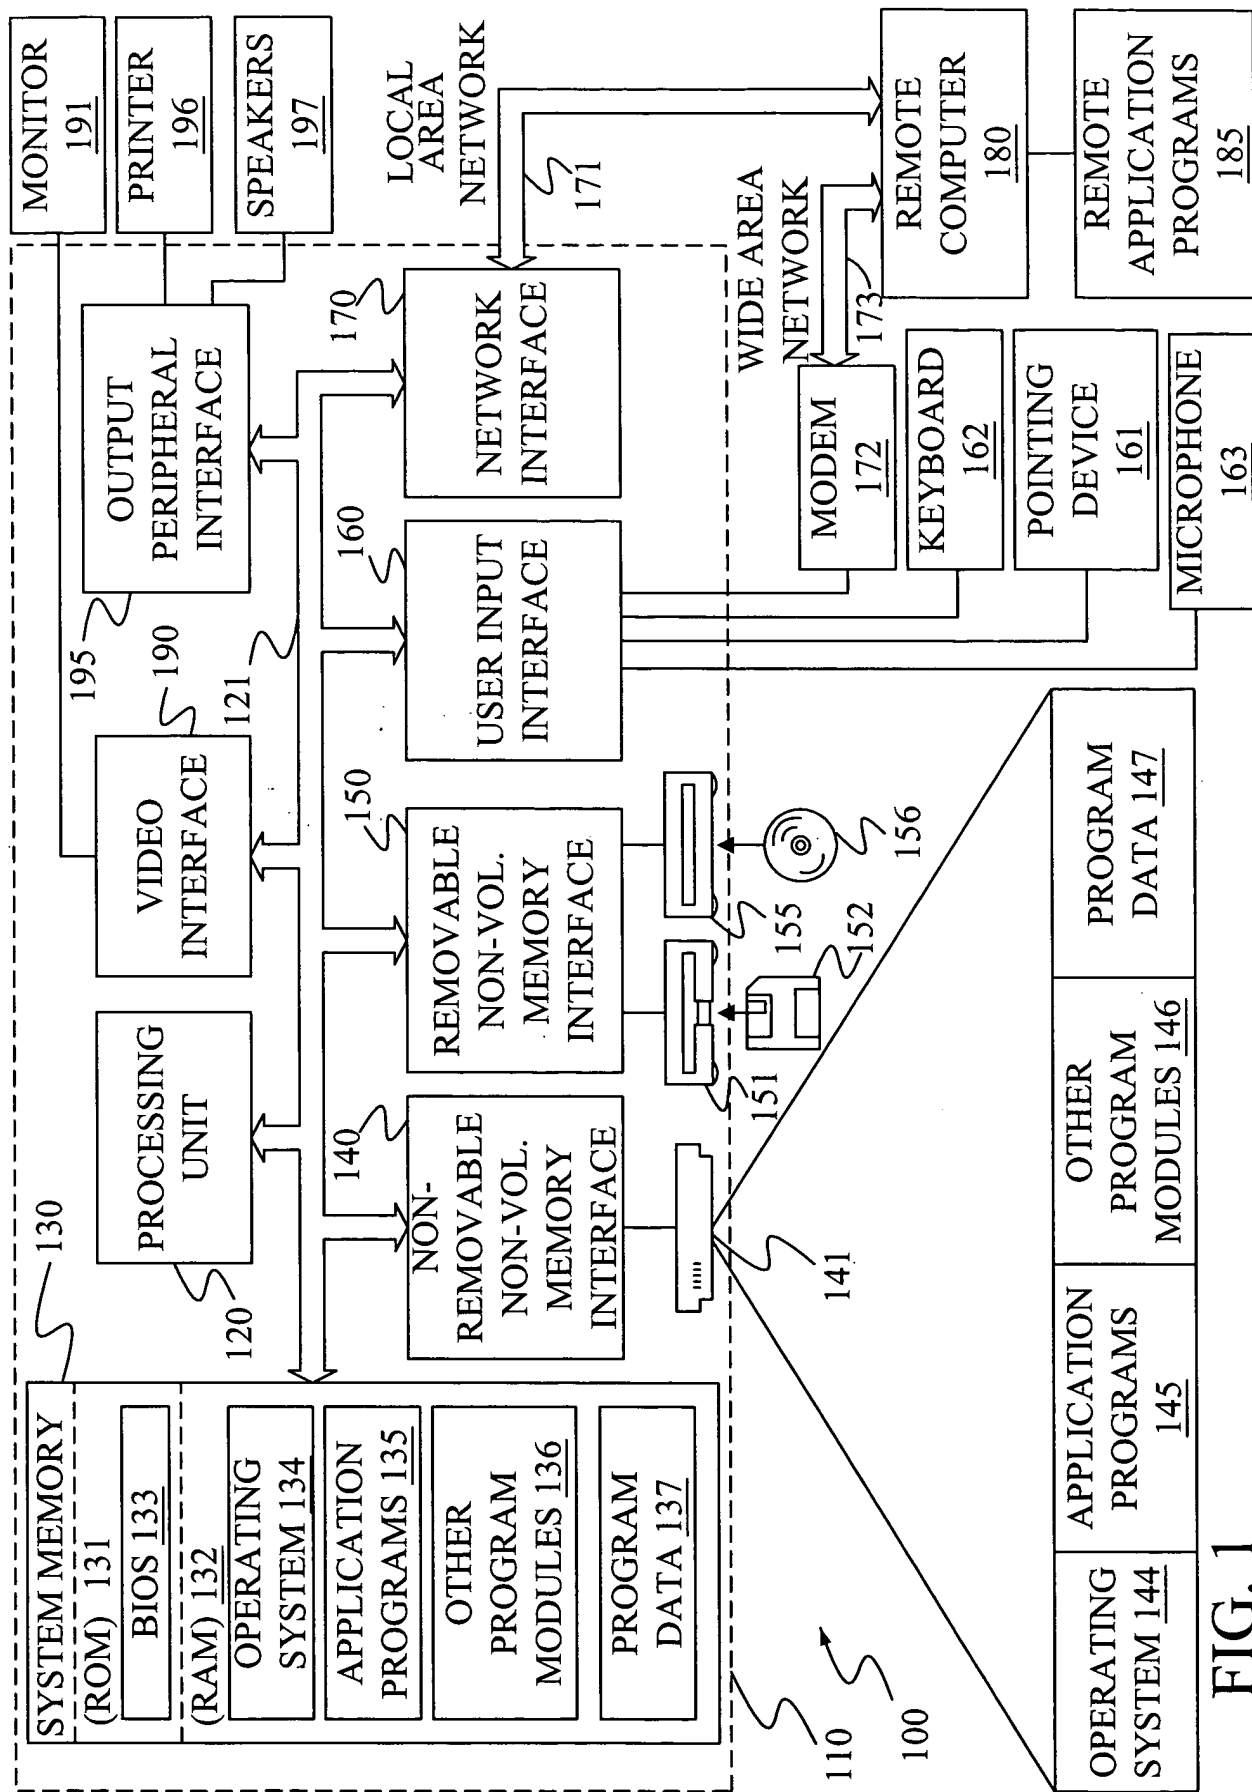 SYSTEM MEMORY
(ROM) 131
BIOS 133
(RAM) 132
OPERATING
SYSTEM 134
APPLICATION
PROGRAMS 135
OTHER
PROGRAM
MODULES 136
PROGRAM
DATA 137
130
PROCESSING
UNIT
120
VIDEO
INTERFACE
190
121
OUTPUT
PERIPHERAL
INTERFACE
195
MONITOR
191
PRINTER
196
SPEAKERS
197
NON-
REMOVABLE
NON-VOL.
MEMORY
INTERFACE
140
REMOVABLE
NON-VOL.
MEMORY
INTERFACE
150
USER INPUT
INTERFACE
160
NETWORK
INTERFACE
170
LOCAL
AREA
NETWORK
171
141
151
152
155
156
WIDE AREA
NETWORK
173
MODEM
172
KEYBOARD
162
POINTING
DEVICE
161
MICROPHONE
163
REMOTE
COMPUTER
180
REMOTE
APPLICATION
PROGRAMS
185
110
100
OPERATING
SYSTEM 144
APPLICATION
PROGRAMS
145
OTHER
PROGRAM
MODULES 146
PROGRAM
DATA 147
FIG. 1